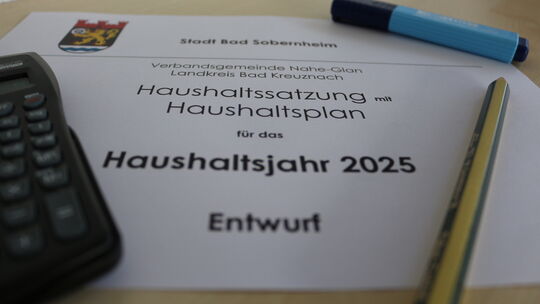 Stadt Bad Sobernheim
Verbandsgemeinde Nahe-Glan
Landkreis Bad Kreuznach
Haushaltssatzung mit
Haushaltsplan
für das
Haushaltsjahr 2025
Entwurf